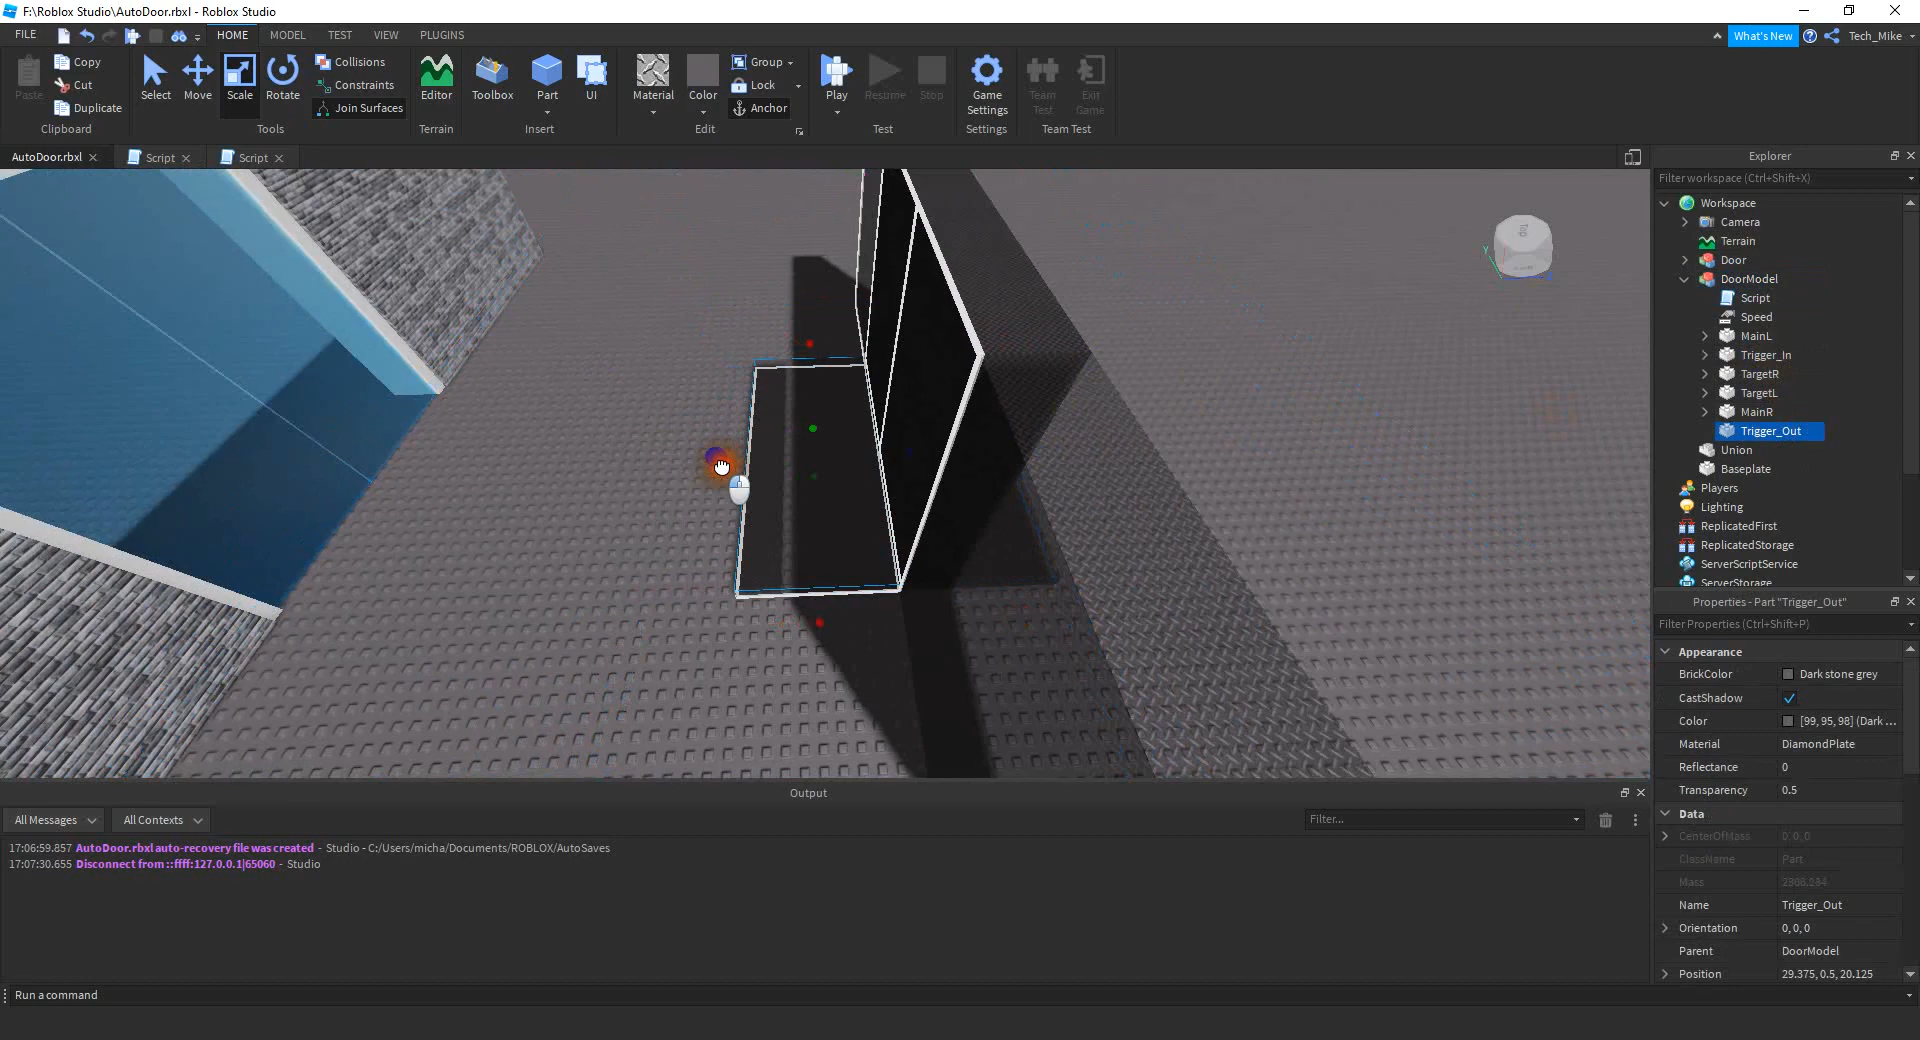 F:\Roblox Studio\AutoDoor.rbxl - Roblox Studio
FILE HOME MODEL TEST VIEW PLUGINS What's New Tech_Mike
Paste Copy Cut Duplicate Clipboard
Select Move Scale Rotate Collisions Constraints Join Surfaces Tools
Editor Terrain
Toolbox Part UI Insert
Material Color Group Lock Anchor Edit
Play Resume Stop Test
Game Settings Settings
Team Test Exit Game Team Test
AutoDoor.rbxl Script Script
Top
Explorer
Filter workspace (Ctrl+Shift+X)
Workspace
Camera
Terrain
Door
DoorModel
Script
Speed
MainL
Trigger_In
TargetR
TargetL
MainR
Trigger_Out
Union
Baseplate
Players
Lighting
ReplicatedFirst
ReplicatedStorage
ServerScriptService
ServerStorage
Properties - Part "Trigger_Out"
Filter Properties (Ctrl+Shift+P)
Appearance
BrickColor Dark stone grey
CastShadow
Color [99, 95, 98] (Dark ...
Material DiamondPlate
Reflectance 0
Transparency 0.5
Data
CenterOfMass 0, 0, 0
ClassName Part
Mass
Name Trigger_Out
Orientation 0, 0, 0
Parent DoorModel
Position 29.375, 0.5, 20.125
Output
All Messages All Contexts Filter...
17:06:59.857 AutoDoor.rbxl auto-recovery file was created - Studio - C:/Users/micha/Documents/ROBLOX/AutoSaves
17:07:30.655 Disconnect from ::ffff:127.0.0.1|65060 - Studio
Run a command